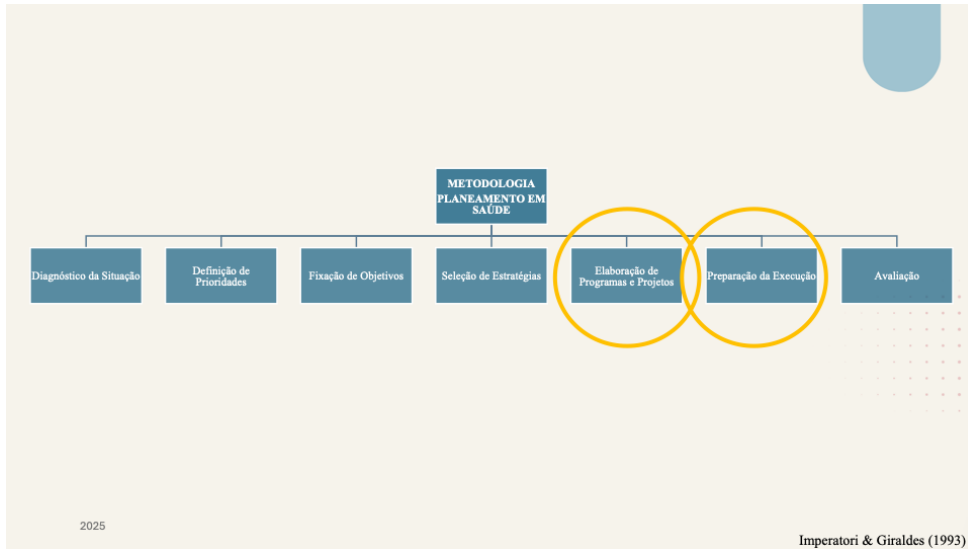 METODOLOGIA
PLANEAMENTO EM
SAÚDE
Diagnóstico da Situação
Definição de
Prioridades
Fixação de Objetivos
Seleção de Estratégias
Elaboração de
Programas e Projetos
Preparação da Execução
Avaliação
2025
Imperatori & Giraldes (1993)